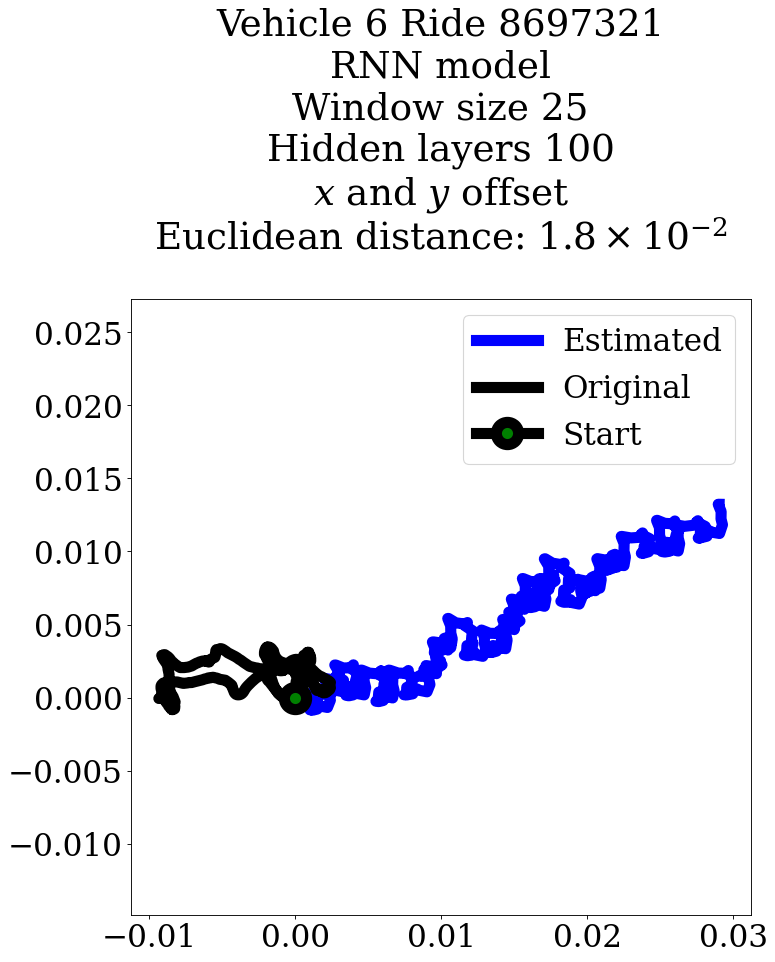 Vehicle 6 Ride 8697321
RNN model
Window size 25
Hidden layers 100
x and y offset
Euclidean distance: 1.8 × 10⁻²
Estimated
Original
Start
0.025
0.020
0.015
0.010
0.005
0.000
−0.005
−0.010
−0.01 0.00 0.01 0.02 0.03